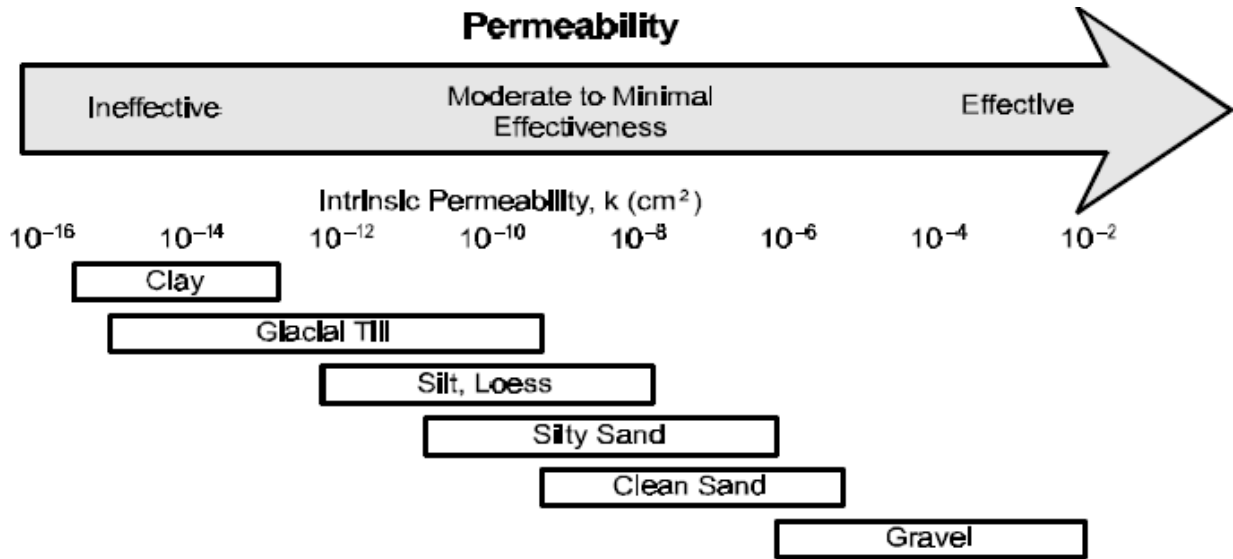 Permeability
Ineffective
Moderate to Minimal
Effectiveness
Effective
Intrinsic Permeability, k (cm²)
10⁻¹⁶ 10⁻¹⁴ 10⁻¹² 10⁻¹⁰ 10⁻⁸ 10⁻⁶ 10⁻⁴ 10⁻²
Clay
Glacial Till
Silt, Loess
Silty Sand
Clean Sand
Gravel